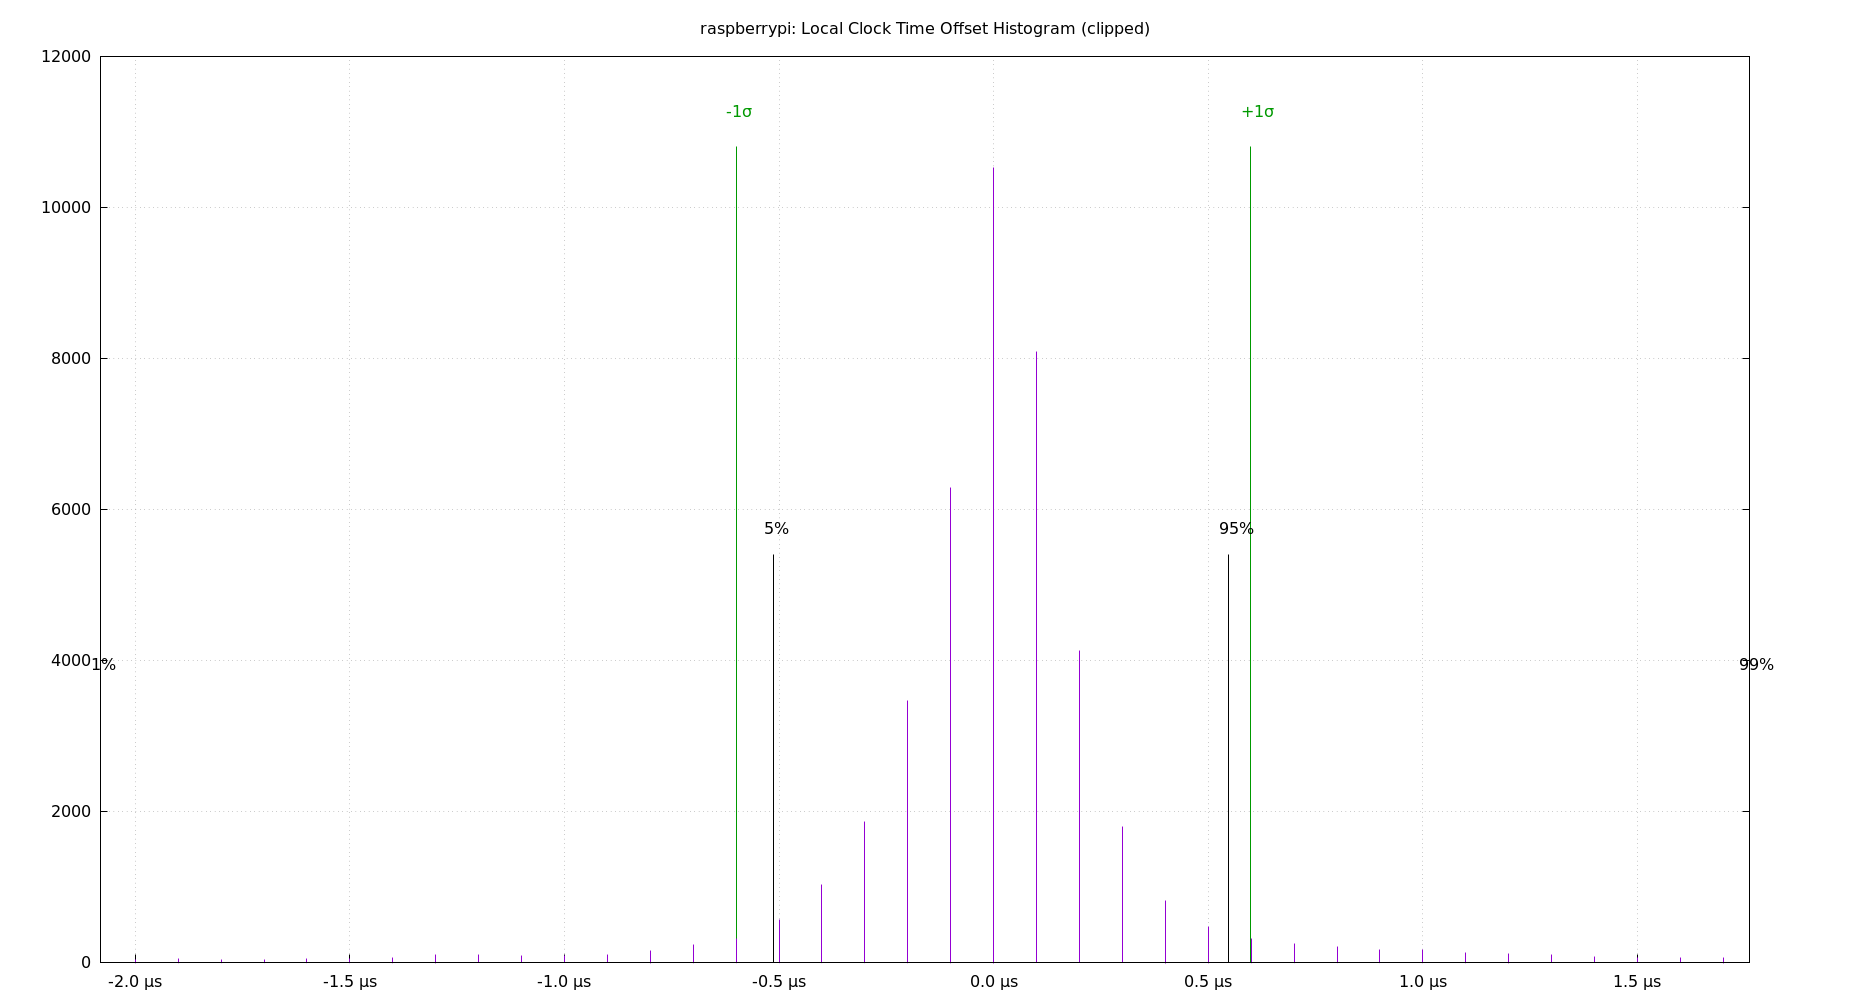 raspberrypi: Local Clock Time Offset Histogram (clipped)
12000
-1σ
+1σ
10000
8000
6000
5%
95%
4000
1%
99%
2000
0
-2.0 µs
-1.5 µs
-1.0 µs
-0.5 µs
0.0 µs
0.5 µs
1.0 µs
1.5 µs